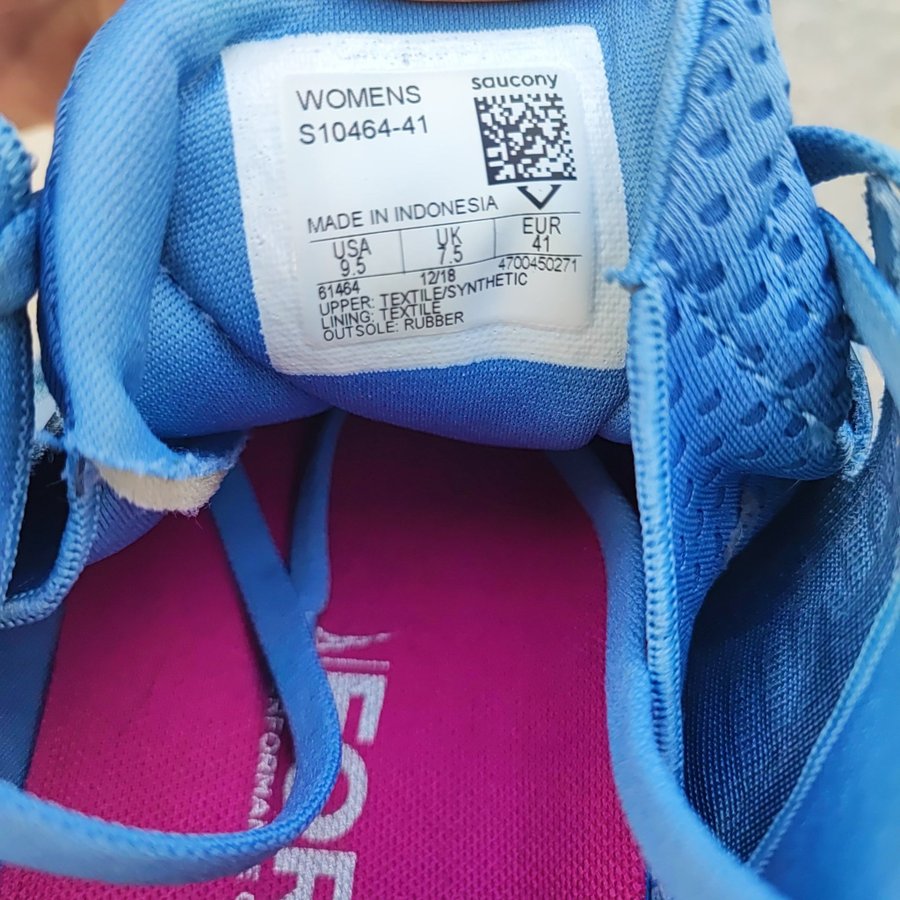 WOMENS
saucony
S10464-41
MADE IN INDONESIA
USA UK EUR
9.5 7.5 41
61464 12/18 4700450271
UPPER: TEXTILE/SYNTHETIC
LINING: TEXTILE
OUTSOLE: RUBBER